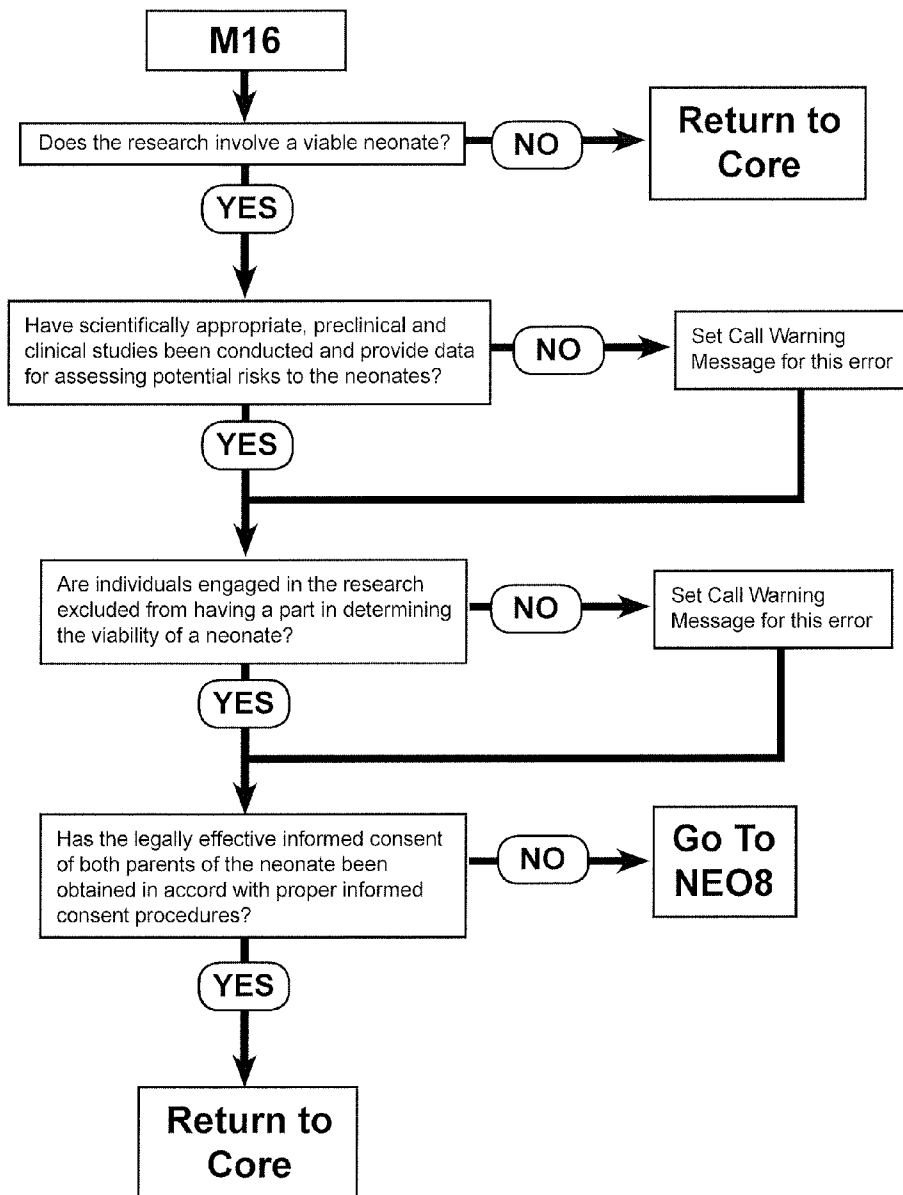 M16
Does the research involve a viable neonate?
NO
Return to
Core
YES
Have scientifically appropriate, preclinical and
clinical studies been conducted and provide data
for assessing potential risks to the neonates?
NO
Set Call Warning
Message for this error
YES
Are individuals engaged in the research
excluded from having a part in determining
the viability of a neonate?
NO
Set Call Warning
Message for this error
YES
Has the legally effective informed consent
of both parents of the neonate been
obtained in accord with proper informed
consent procedures?
NO
Go To
NEO8
YES
Return to
Core